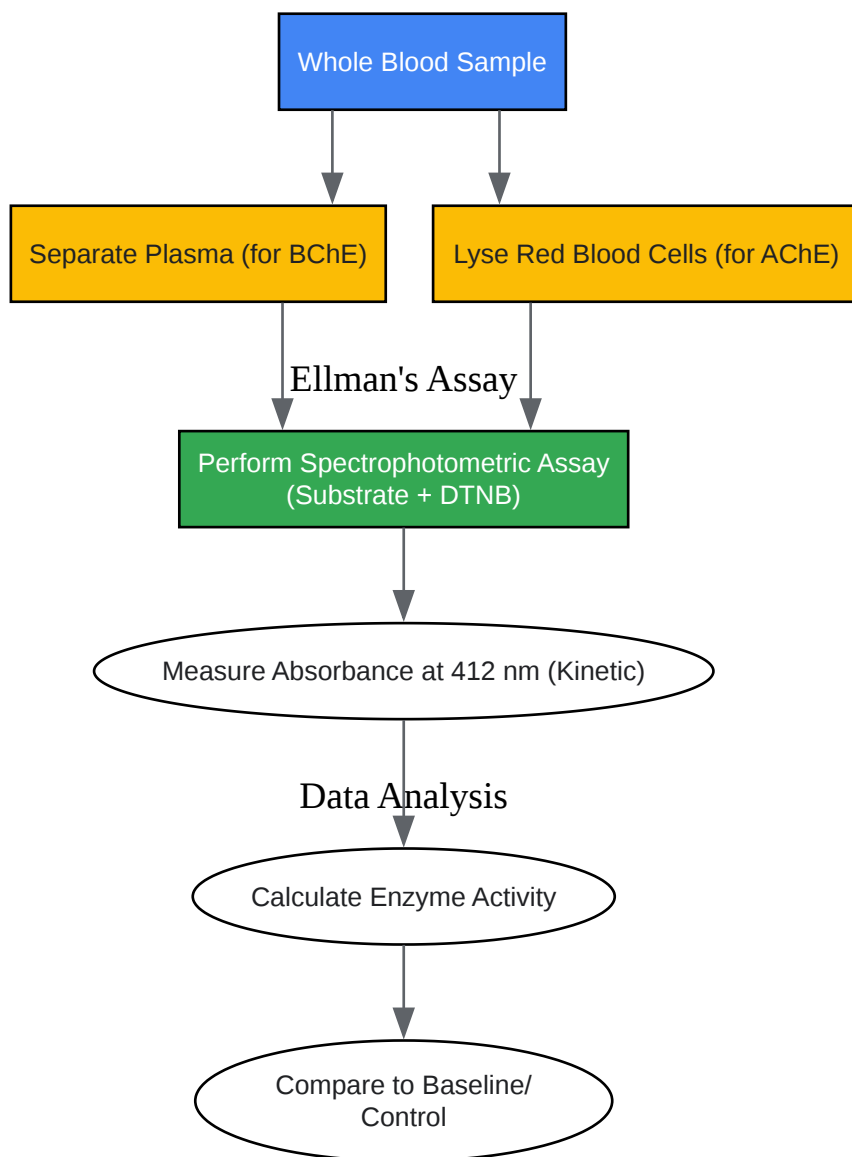 Whole Blood Sample
Separate Plasma (for BChE)
Lyse Red Blood Cells (for AChE)
Ellman's Assay
Perform Spectrophotometric Assay
(Substrate + DTNB)
Measure Absorbance at 412 nm (Kinetic)
Data Analysis
Calculate Enzyme Activity
Compare to Baseline/
Control